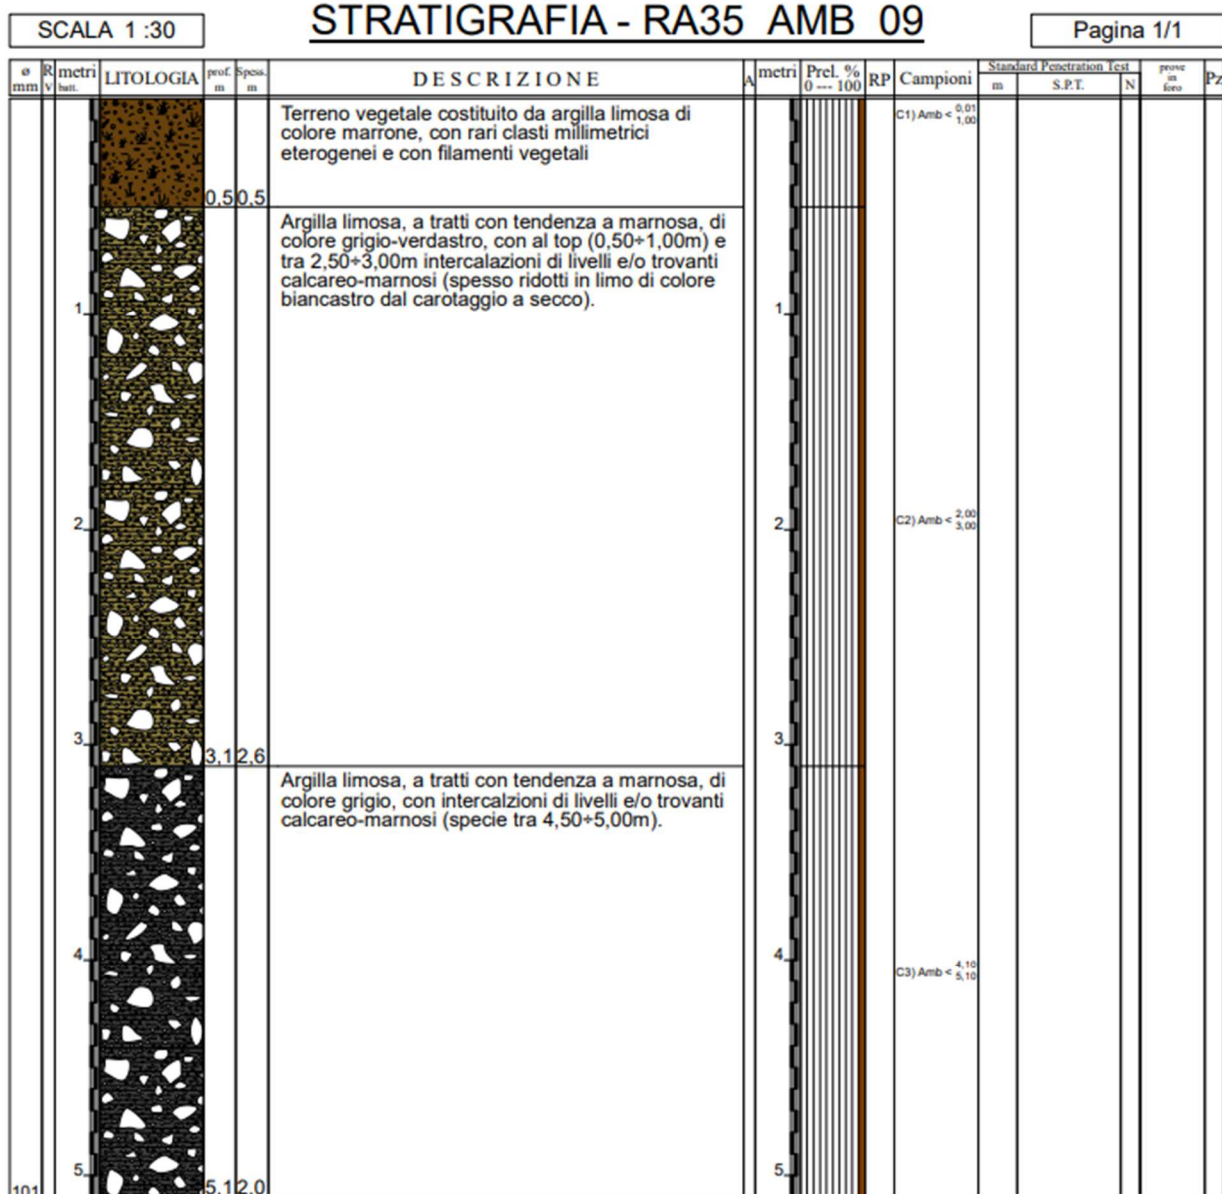 SCALA 1 :30
STRATIGRAFIA - RA35 AMB 09
Pagina 1/1
ø mm
R v
metri batt.
LITOLOGIA
prof. m
Spess. m
DESCRIZIONE
A
metri
Prel. % 0 --- 100
RP
Campioni
Standard Penetration Test
m
S.P.T.
N
prove in foro
Pz
Terreno vegetale costituito da argilla limosa di
colore marrone, con rari clasti millimetrici
eterogenei e con filamenti vegetali
C1) Amb < 0,01 1,00
0,5 0,5
Argilla limosa, a tratti con tendenza a marnosa, di
colore grigio-verdastro, con al top (0,50÷1,00m) e
tra 2,50÷3,00m intercalazioni di livelli e/o trovanti
calcareo-marnosi (spesso ridotti in limo di colore
biancastro dal carotaggio a secco).
1 1
2 2
C2) Amb < 2,00 3,00
3 3
3,1 2,6
Argilla limosa, a tratti con tendenza a marnosa, di
colore grigio, con intercalzioni di livelli e/o trovanti
calcareo-marnosi (specie tra 4,50÷5,00m).
4 4
C3) Amb < 4,10 5,10
5 5
101
5,1 2,0